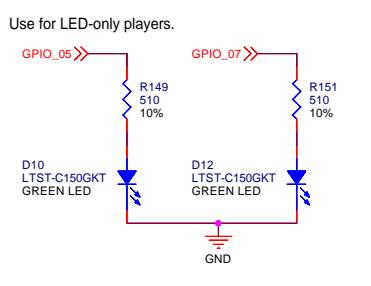 Use for LED-only players.
GPIO_05
GPIO_07
R149
510
10%
R151
510
10%
D10
LTST-C150GKT
GREEN LED
D12
LTST-C150GKT
GREEN LED
GND